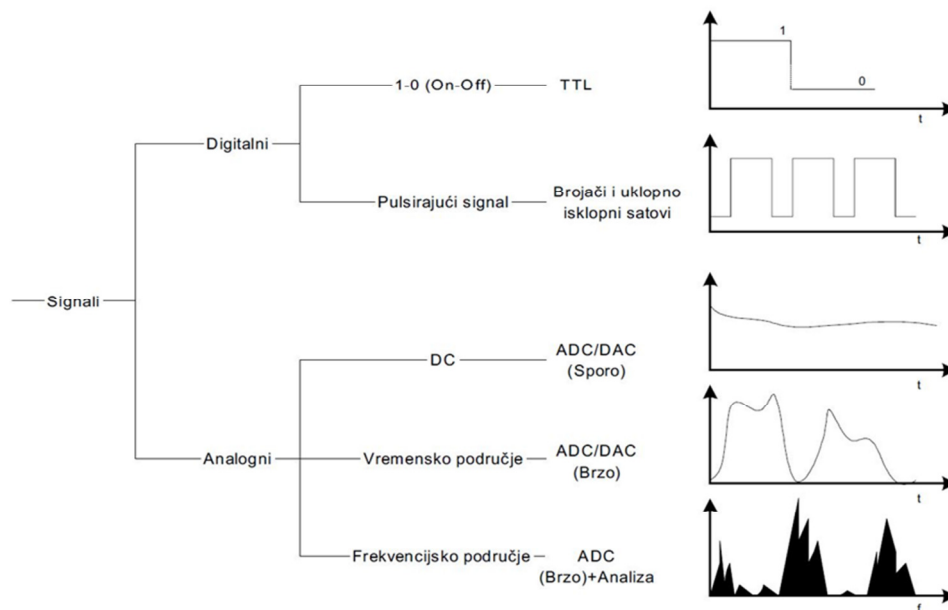 1
1-0 (On-Off)
TTL
0
t
Digitalni
Pulsirajući signal
Brojači i uklopno
isklopni satovi
t
Signali
DC
ADC/DAC
(Sporo)
t
Analogni
Vremensko područje
ADC/DAC
(Brzo)
t
Frekvencijsko područje
ADC
(Brzo)+Analiza
f